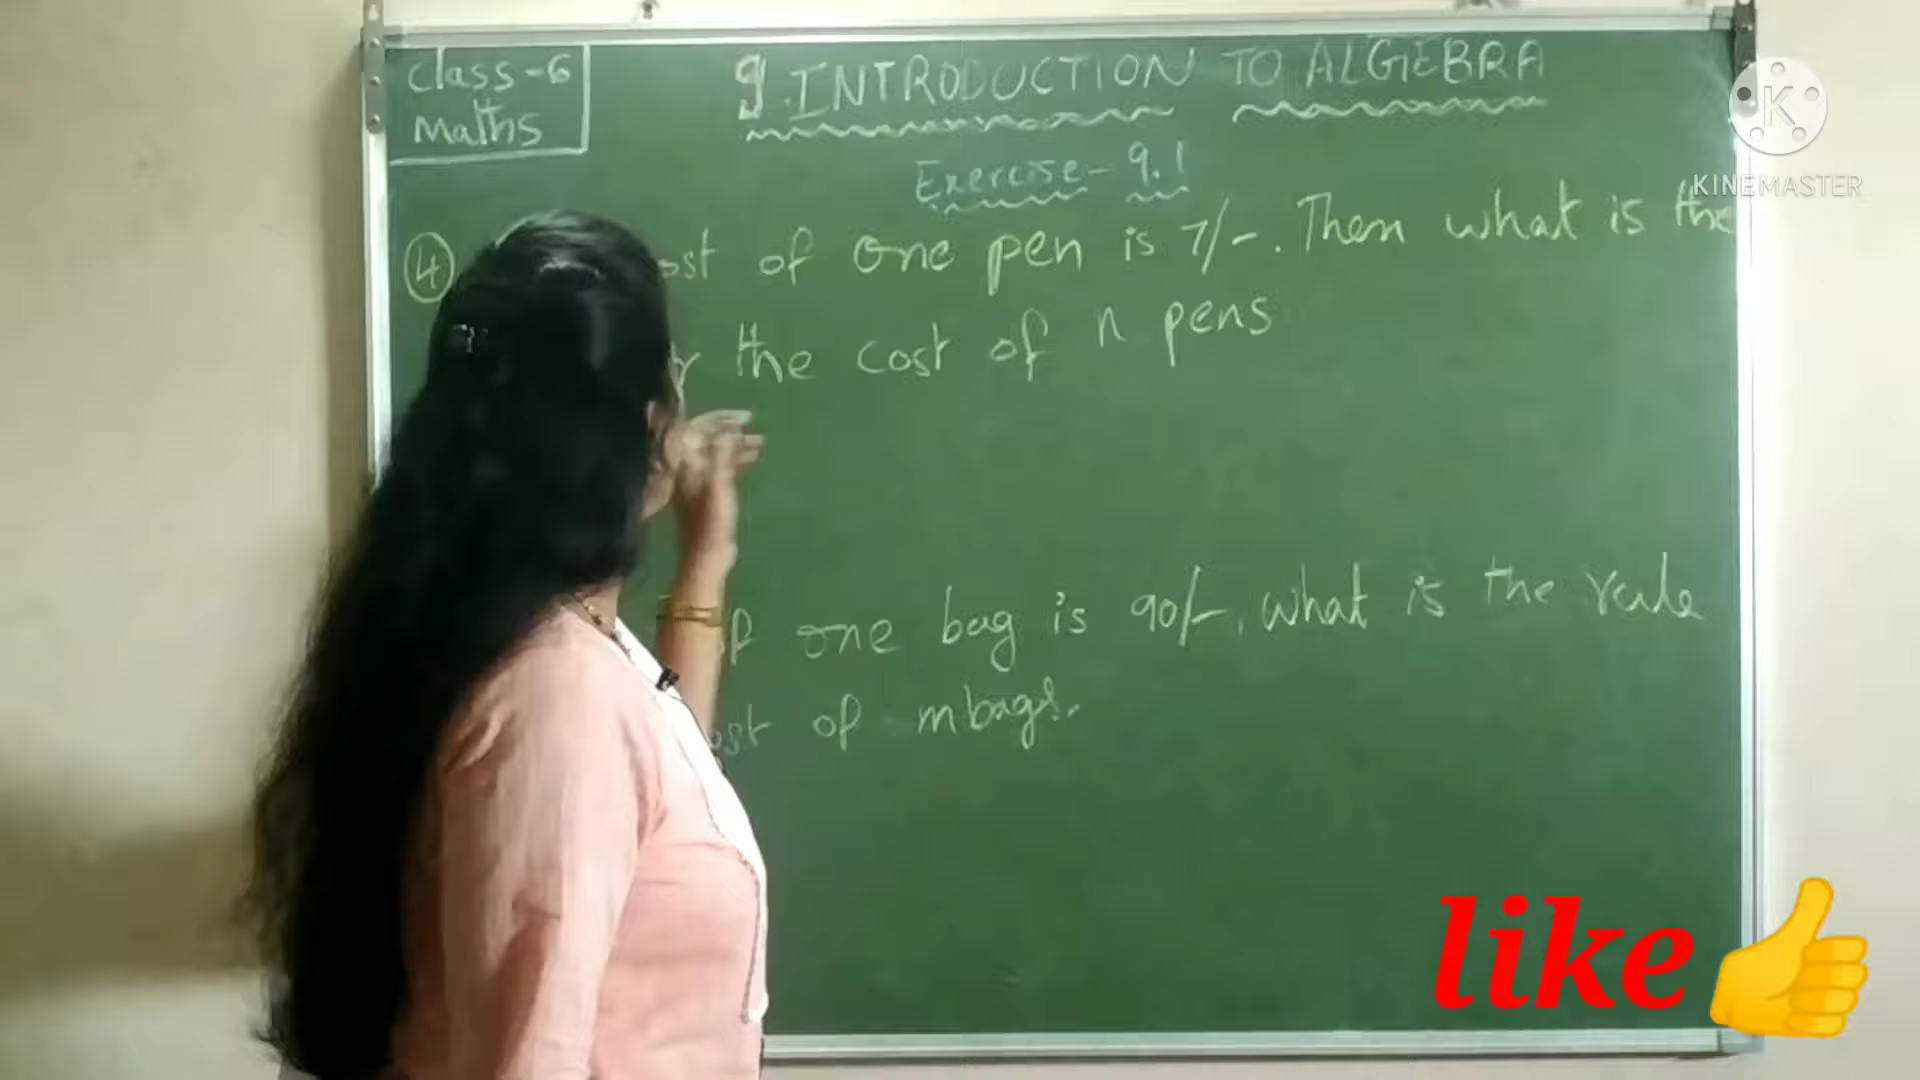 Class-6
Maths
9. INTRODUCTION TO ALGEBRA
Exercise-9.1
K
KINEMASTER
④ ost of one pen is 7/-. Then what is the
r the cost of n pens
of one bag is 90/-, what is the rule
ost of m bags.
like